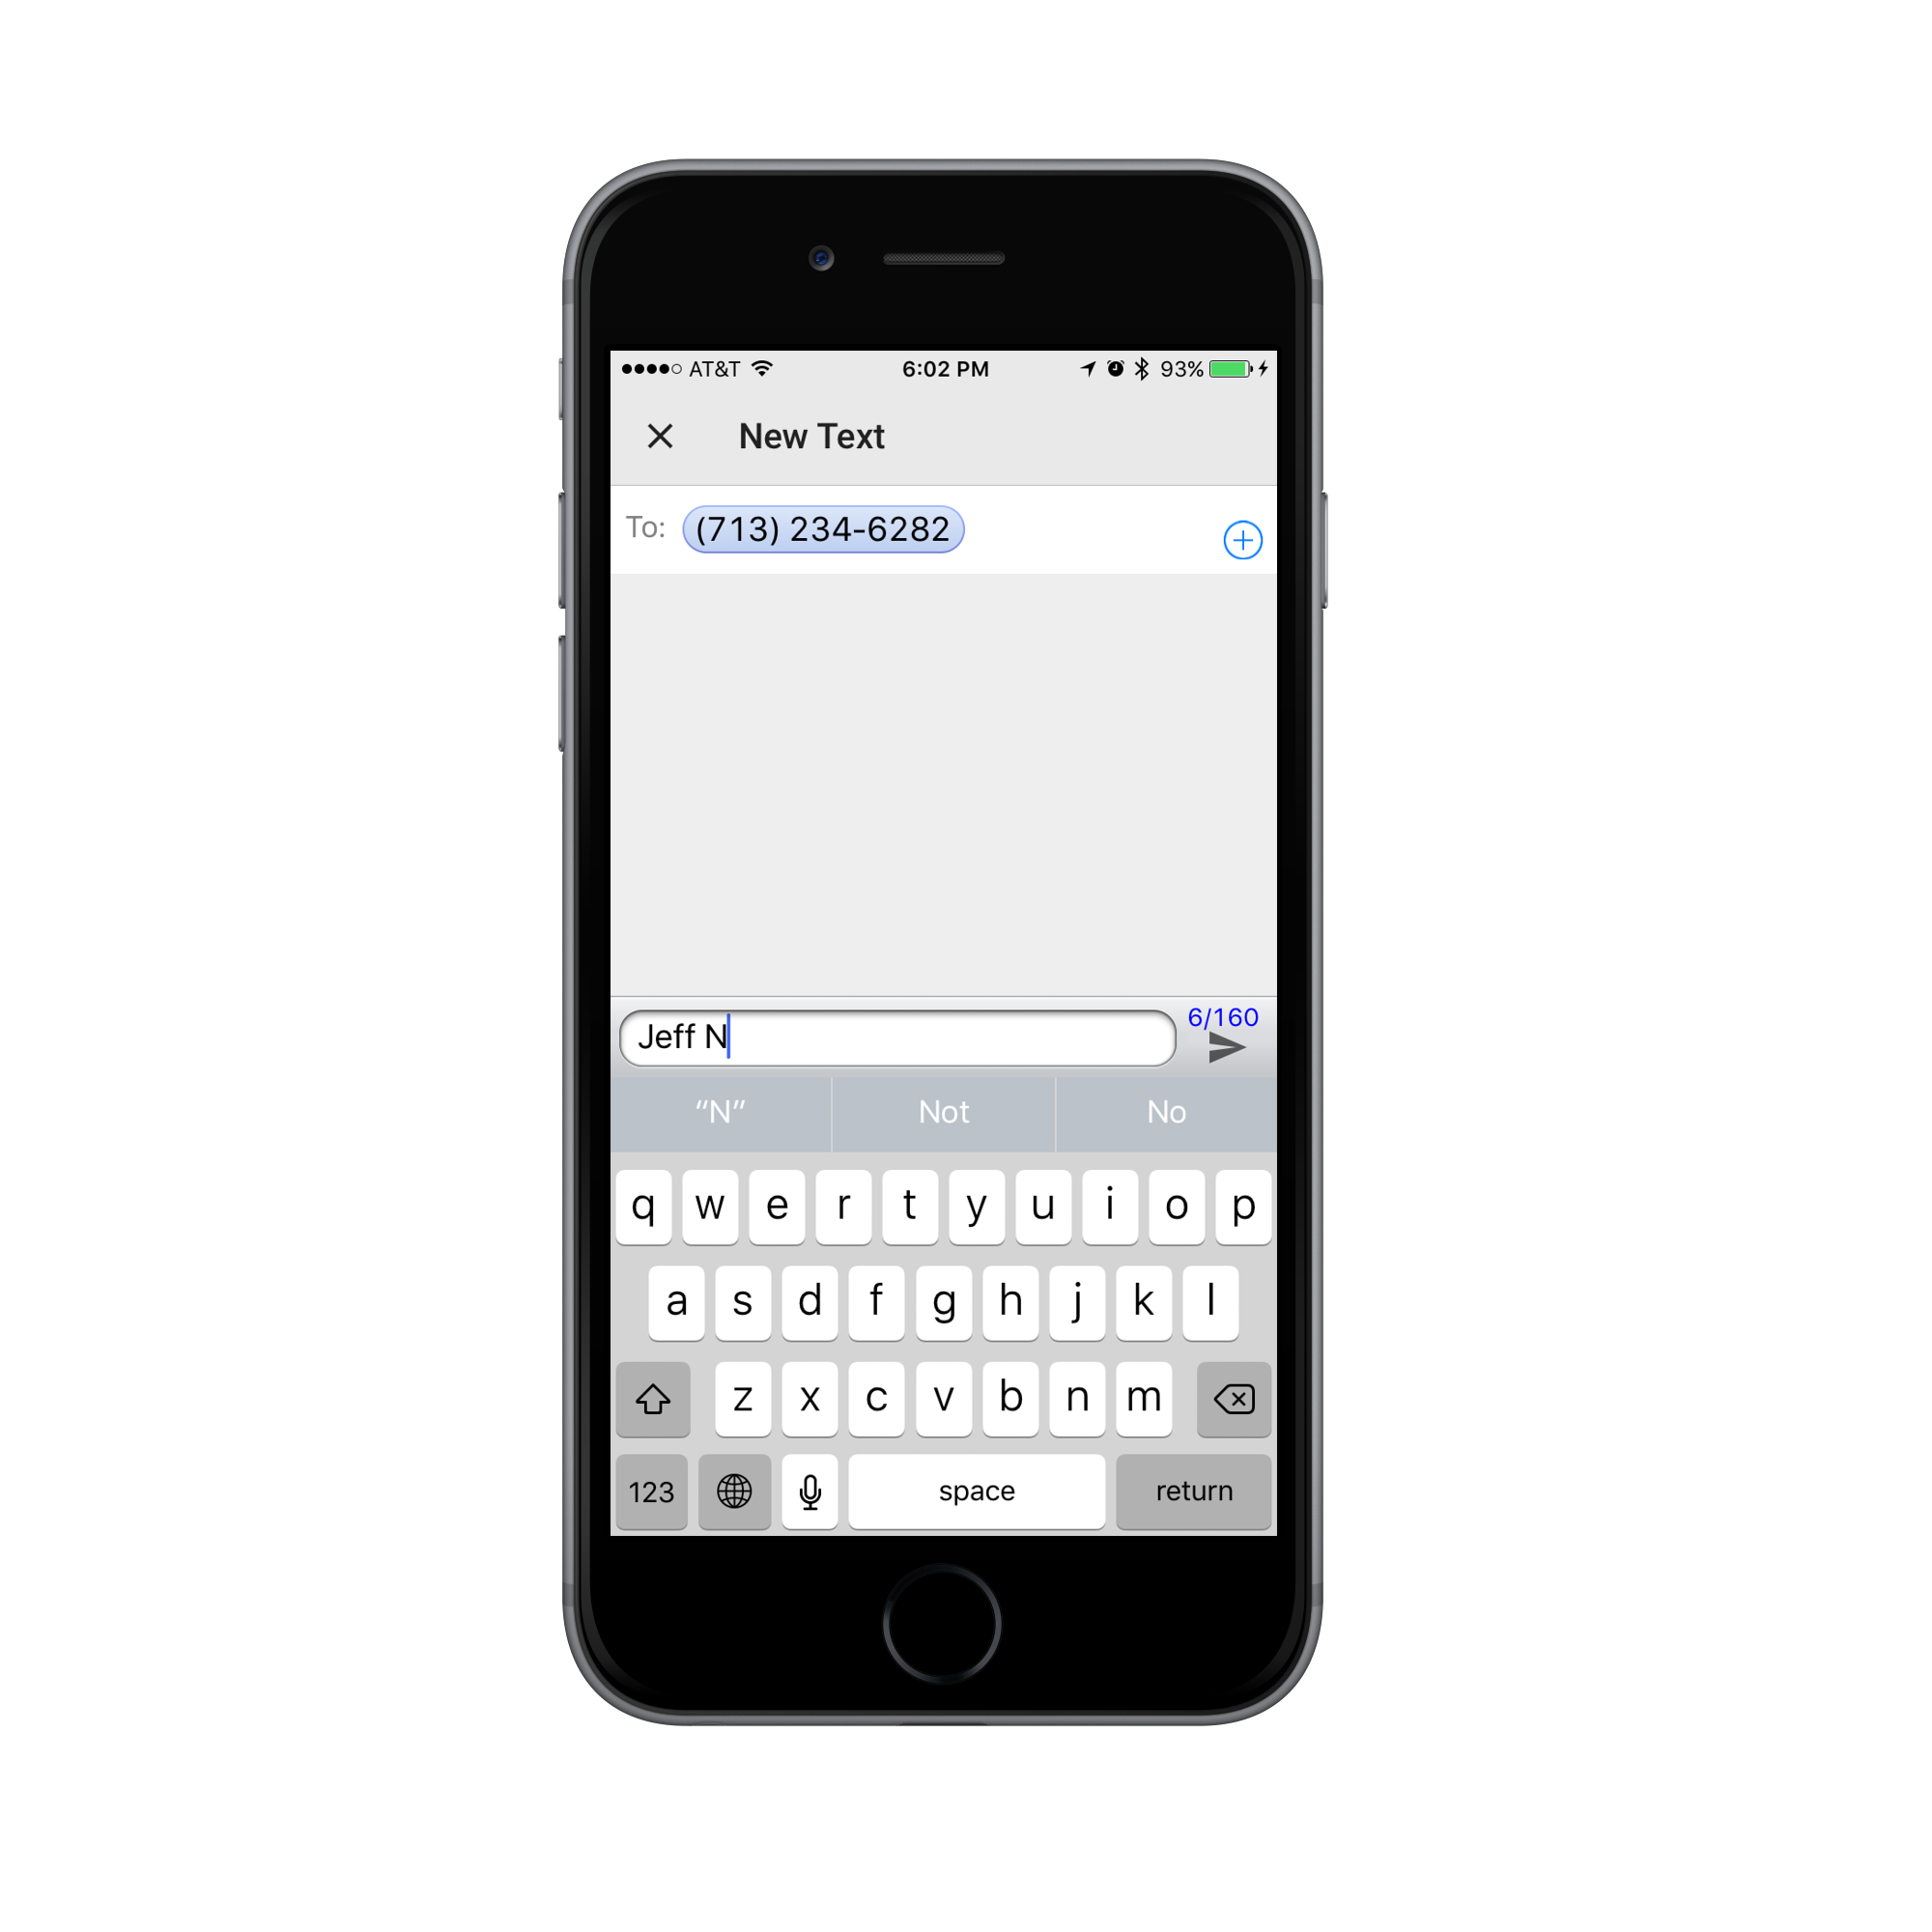 AT&T 6:02 PM 93%
New Text
To: (713) 234-6282
6/160
Jeff N
“N” Not No
q w e r t y u i o p
a s d f g h j k l
z x c v b n m
123 space return